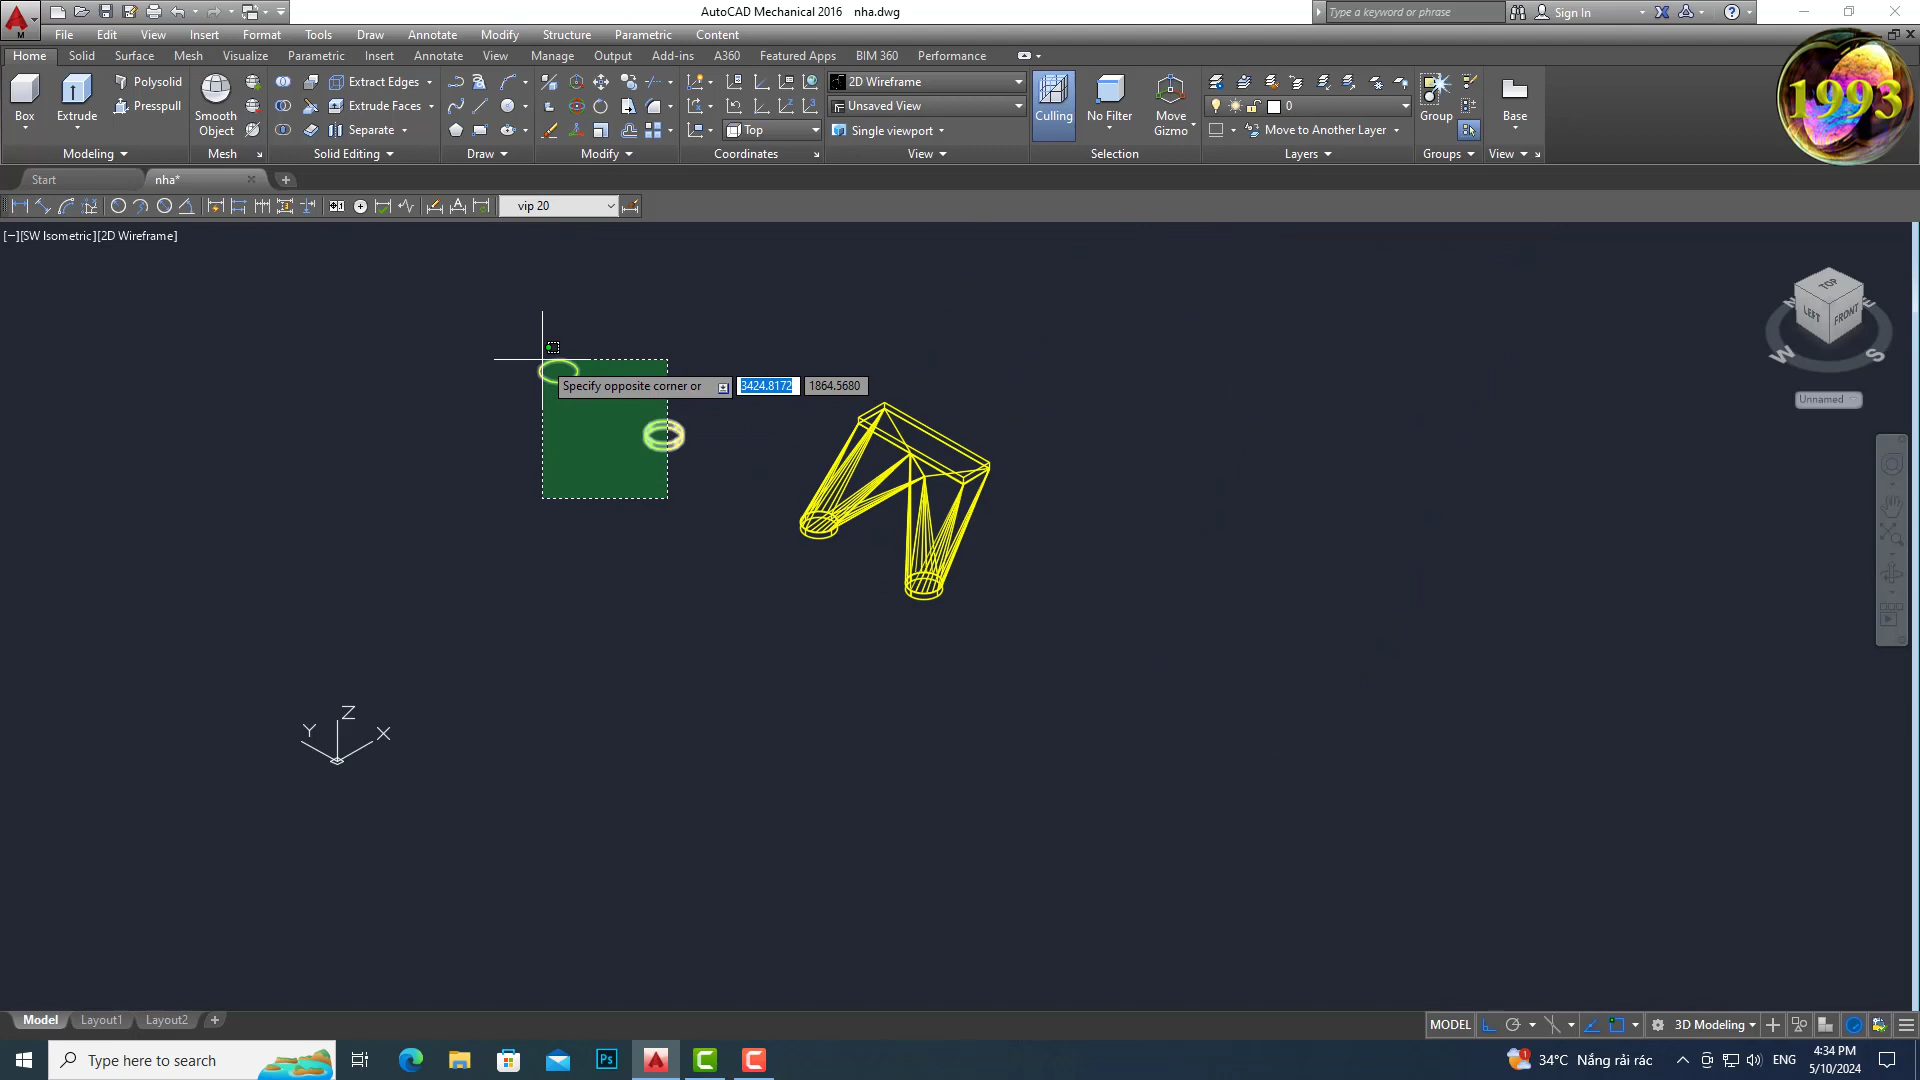 AutoCAD Mechanical 2016 nha.dwg
Type a keyword or phrase
Sign In
M
File Edit View Insert Format Tools Draw Annotate Modify Structure Parametric Content
Home Solid Surface Mesh Visualize Parametric Insert Annotate View Manage Output Add-ins A360 Featured Apps BIM 360 Performance
Box
Extrude
Polysolid
Presspull
Smooth
Object
Extract Edges
Extrude Faces
Separate
Top
2D Wireframe
Unsaved View
Single viewport
Culling
No Filter
Move
Gizmo
0
Move to Another Layer
Group
Base
1993
Modeling Mesh Solid Editing Draw Modify Coordinates View Selection Layers Groups View
Start nha*
vip 20
[−][SW Isometric][2D Wireframe]
Specify opposite corner or 3424.8172 1864.5680
TOP
LEFT
FRONT
W
S
Unnamed
Z
Y
X
Model Layout1 Layout2
MODEL
3D Modeling
Type here to search
Ps
1
34°C Nắng rải rác
ENG
4:34 PM
5/10/2024